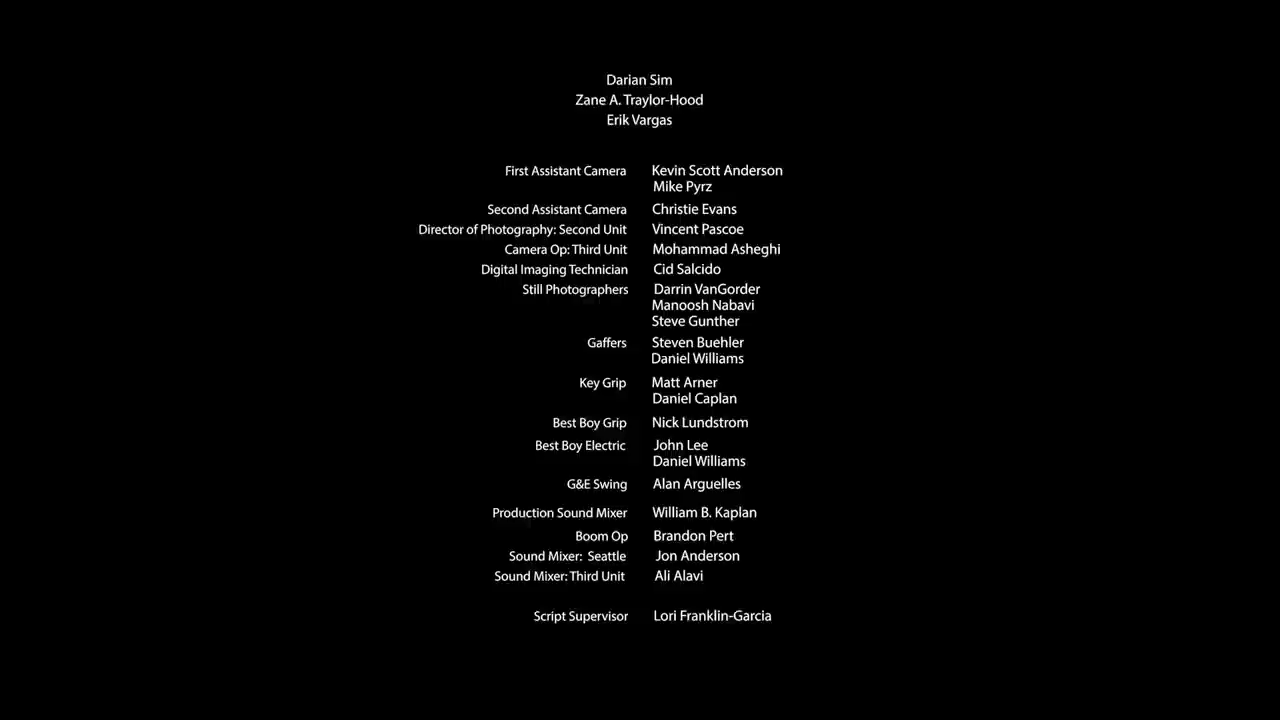 Darian Sim
Zane A. Traylor-Hood
Erik Vargas
First Assistant Camera Kevin Scott Anderson
Mike Pyrz
Second Assistant Camera Christie Evans
Director of Photography: Second Unit Vincent Pascoe
Camera Op: Third Unit Mohammad Asheghi
Digital Imaging Technician Cid Salcido
Still Photographers Darrin VanGorder
Manoosh Nabavi
Steve Gunther
Gaffers Steven Buehler
Daniel Williams
Key Grip Matt Arner
Daniel Caplan
Best Boy Grip Nick Lundstrom
Best Boy Electric John Lee
Daniel Williams
G&E Swing Alan Arguelles
Production Sound Mixer William B. Kaplan
Boom Op Brandon Pert
Sound Mixer: Seattle Jon Anderson
Sound Mixer: Third Unit Ali Alavi
Script Supervisor Lori Franklin-Garcia